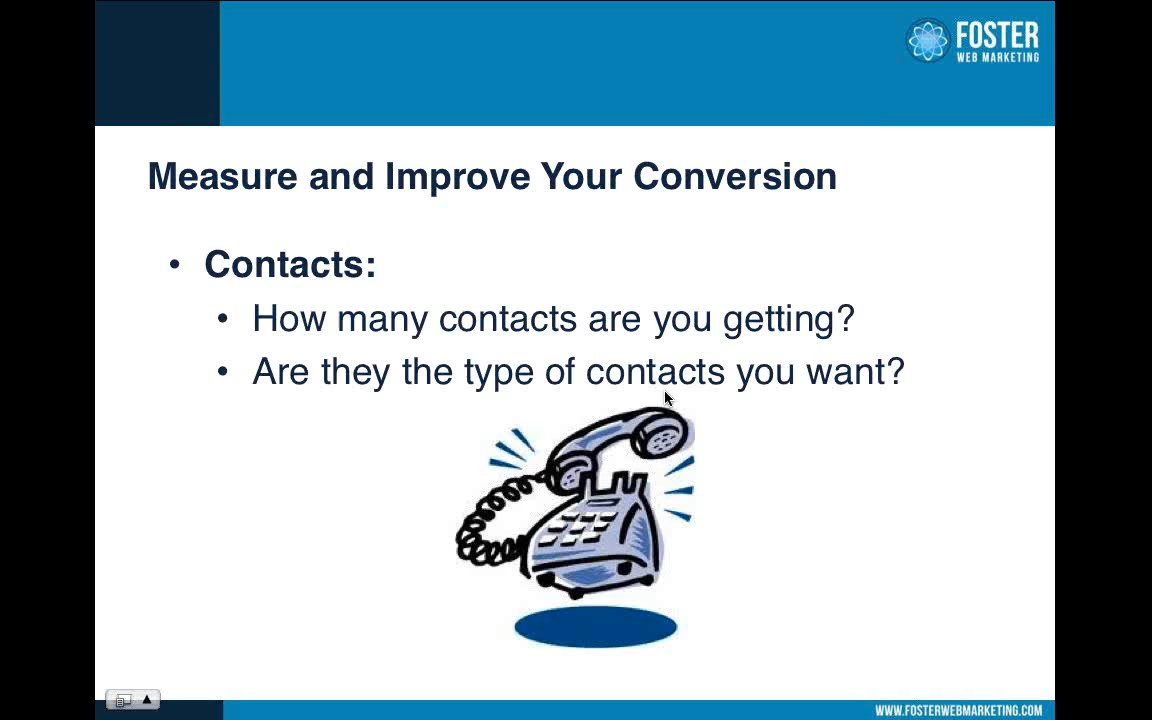 FOSTER
WEB MARKETING
Measure and Improve Your Conversion
• Contacts:
• How many contacts are you getting?
• Are they the type of contacts you want?
WWW.FOSTERWEBMARKETING.COM